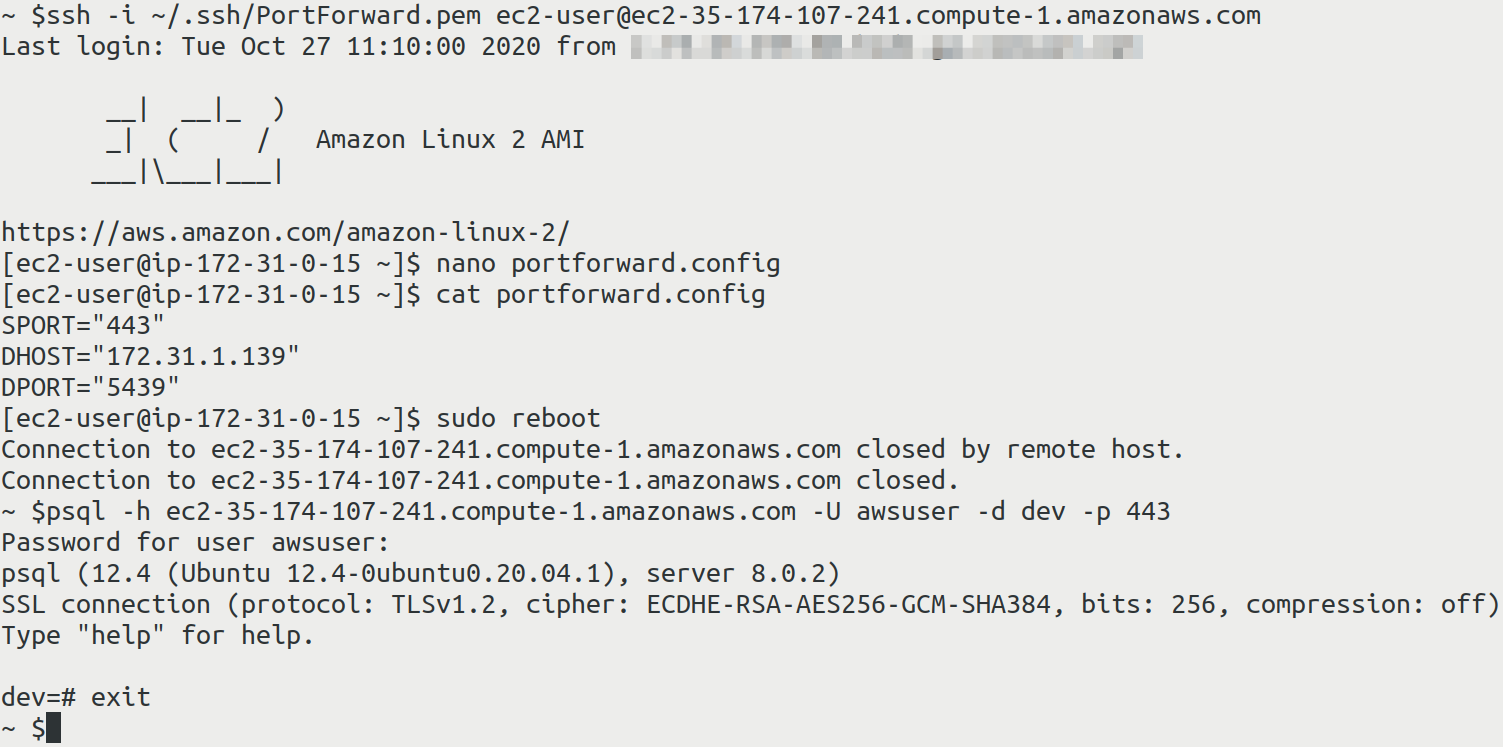 ~ $ssh -i ~/.ssh/PortForward.pem ec2-user@ec2-35-174-107-241.compute-1.amazonaws.com
Last login: Tue Oct 27 11:10:00 2020 from
       __|  __|_  )
       _|  (     /   Amazon Linux 2 AMI
      ___|\___|___|
https://aws.amazon.com/amazon-linux-2/
[ec2-user@ip-172-31-0-15 ~]$ nano portforward.config
[ec2-user@ip-172-31-0-15 ~]$ cat portforward.config
SPORT="443"
DHOST="172.31.1.139"
DPORT="5439"
[ec2-user@ip-172-31-0-15 ~]$ sudo reboot
Connection to ec2-35-174-107-241.compute-1.amazonaws.com closed by remote host.
Connection to ec2-35-174-107-241.compute-1.amazonaws.com closed.
~ $psql -h ec2-35-174-107-241.compute-1.amazonaws.com -U awsuser -d dev -p 443
Password for user awsuser:
psql (12.4 (Ubuntu 12.4-0ubuntu0.20.04.1), server 8.0.2)
SSL connection (protocol: TLSv1.2, cipher: ECDHE-RSA-AES256-GCM-SHA384, bits: 256, compression: off)
Type "help" for help.
dev=# exit
~ $